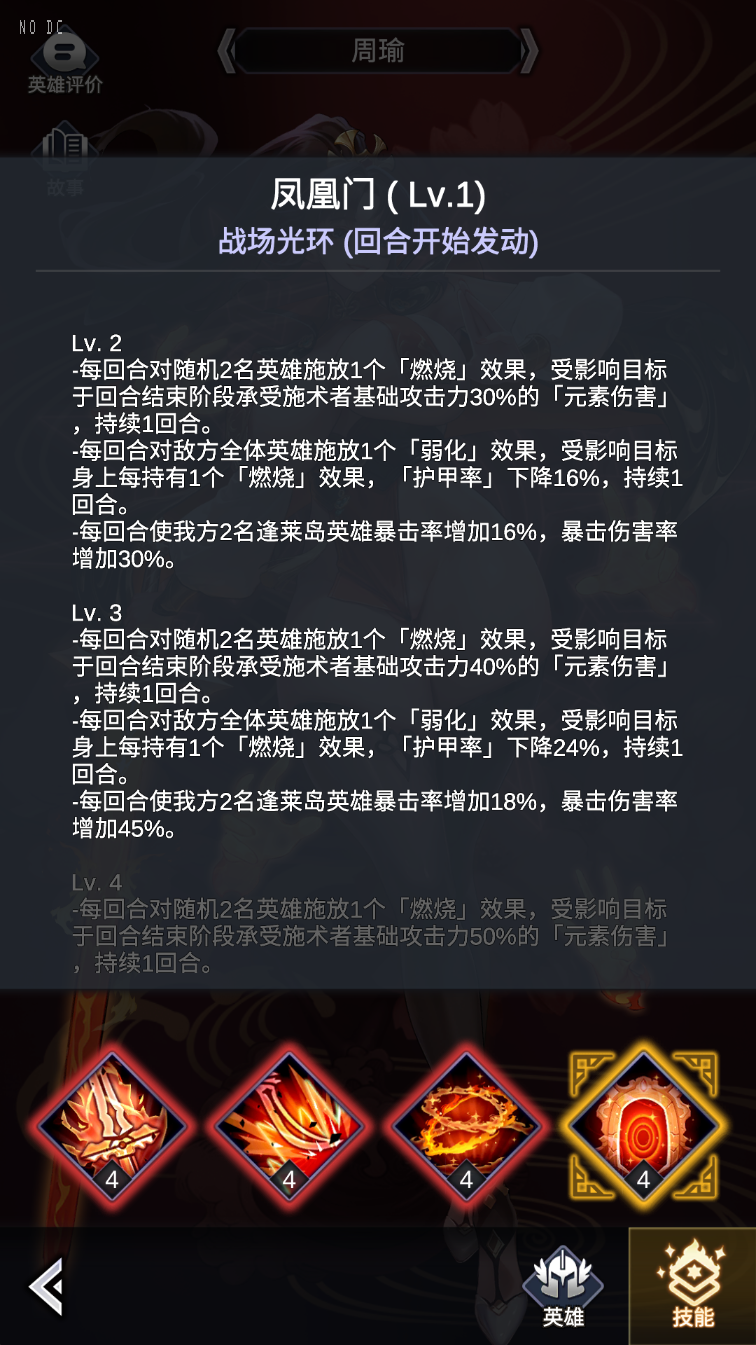 NO DC
周瑜
英雄评价
故事
凤凰门 ( Lv.1)
战场光环 (回合开始发动)
Lv. 2
-每回合对随机2名英雄施放1个「燃烧」效果，受影响目标
于回合结束阶段承受施术者基础攻击力30%的「元素伤害」
，持续1回合。
-每回合对敌方全体英雄施放1个「弱化」效果，受影响目标
身上每持有1个「燃烧」效果，「护甲率」下降16%，持续1
回合。
-每回合使我方2名逢莱岛英雄暴击率增加16%，暴击伤害率
增加30%。
Lv. 3
-每回合对随机2名英雄施放1个「燃烧」效果，受影响目标
于回合结束阶段承受施术者基础攻击力40%的「元素伤害」
，持续1回合。
-每回合对敌方全体英雄施放1个「弱化」效果，受影响目标
身上每持有1个「燃烧」效果，「护甲率」下降24%，持续1
回合。
-每回合使我方2名逢莱岛英雄暴击率增加18%，暴击伤害率
增加45%。
Lv. 4
-每回合对随机2名英雄施放1个「燃烧」效果，受影响目标
于回合结束阶段承受施术者基础攻击力50%的「元素伤害」
，持续1回合。
4
4
4
4
英雄
技能